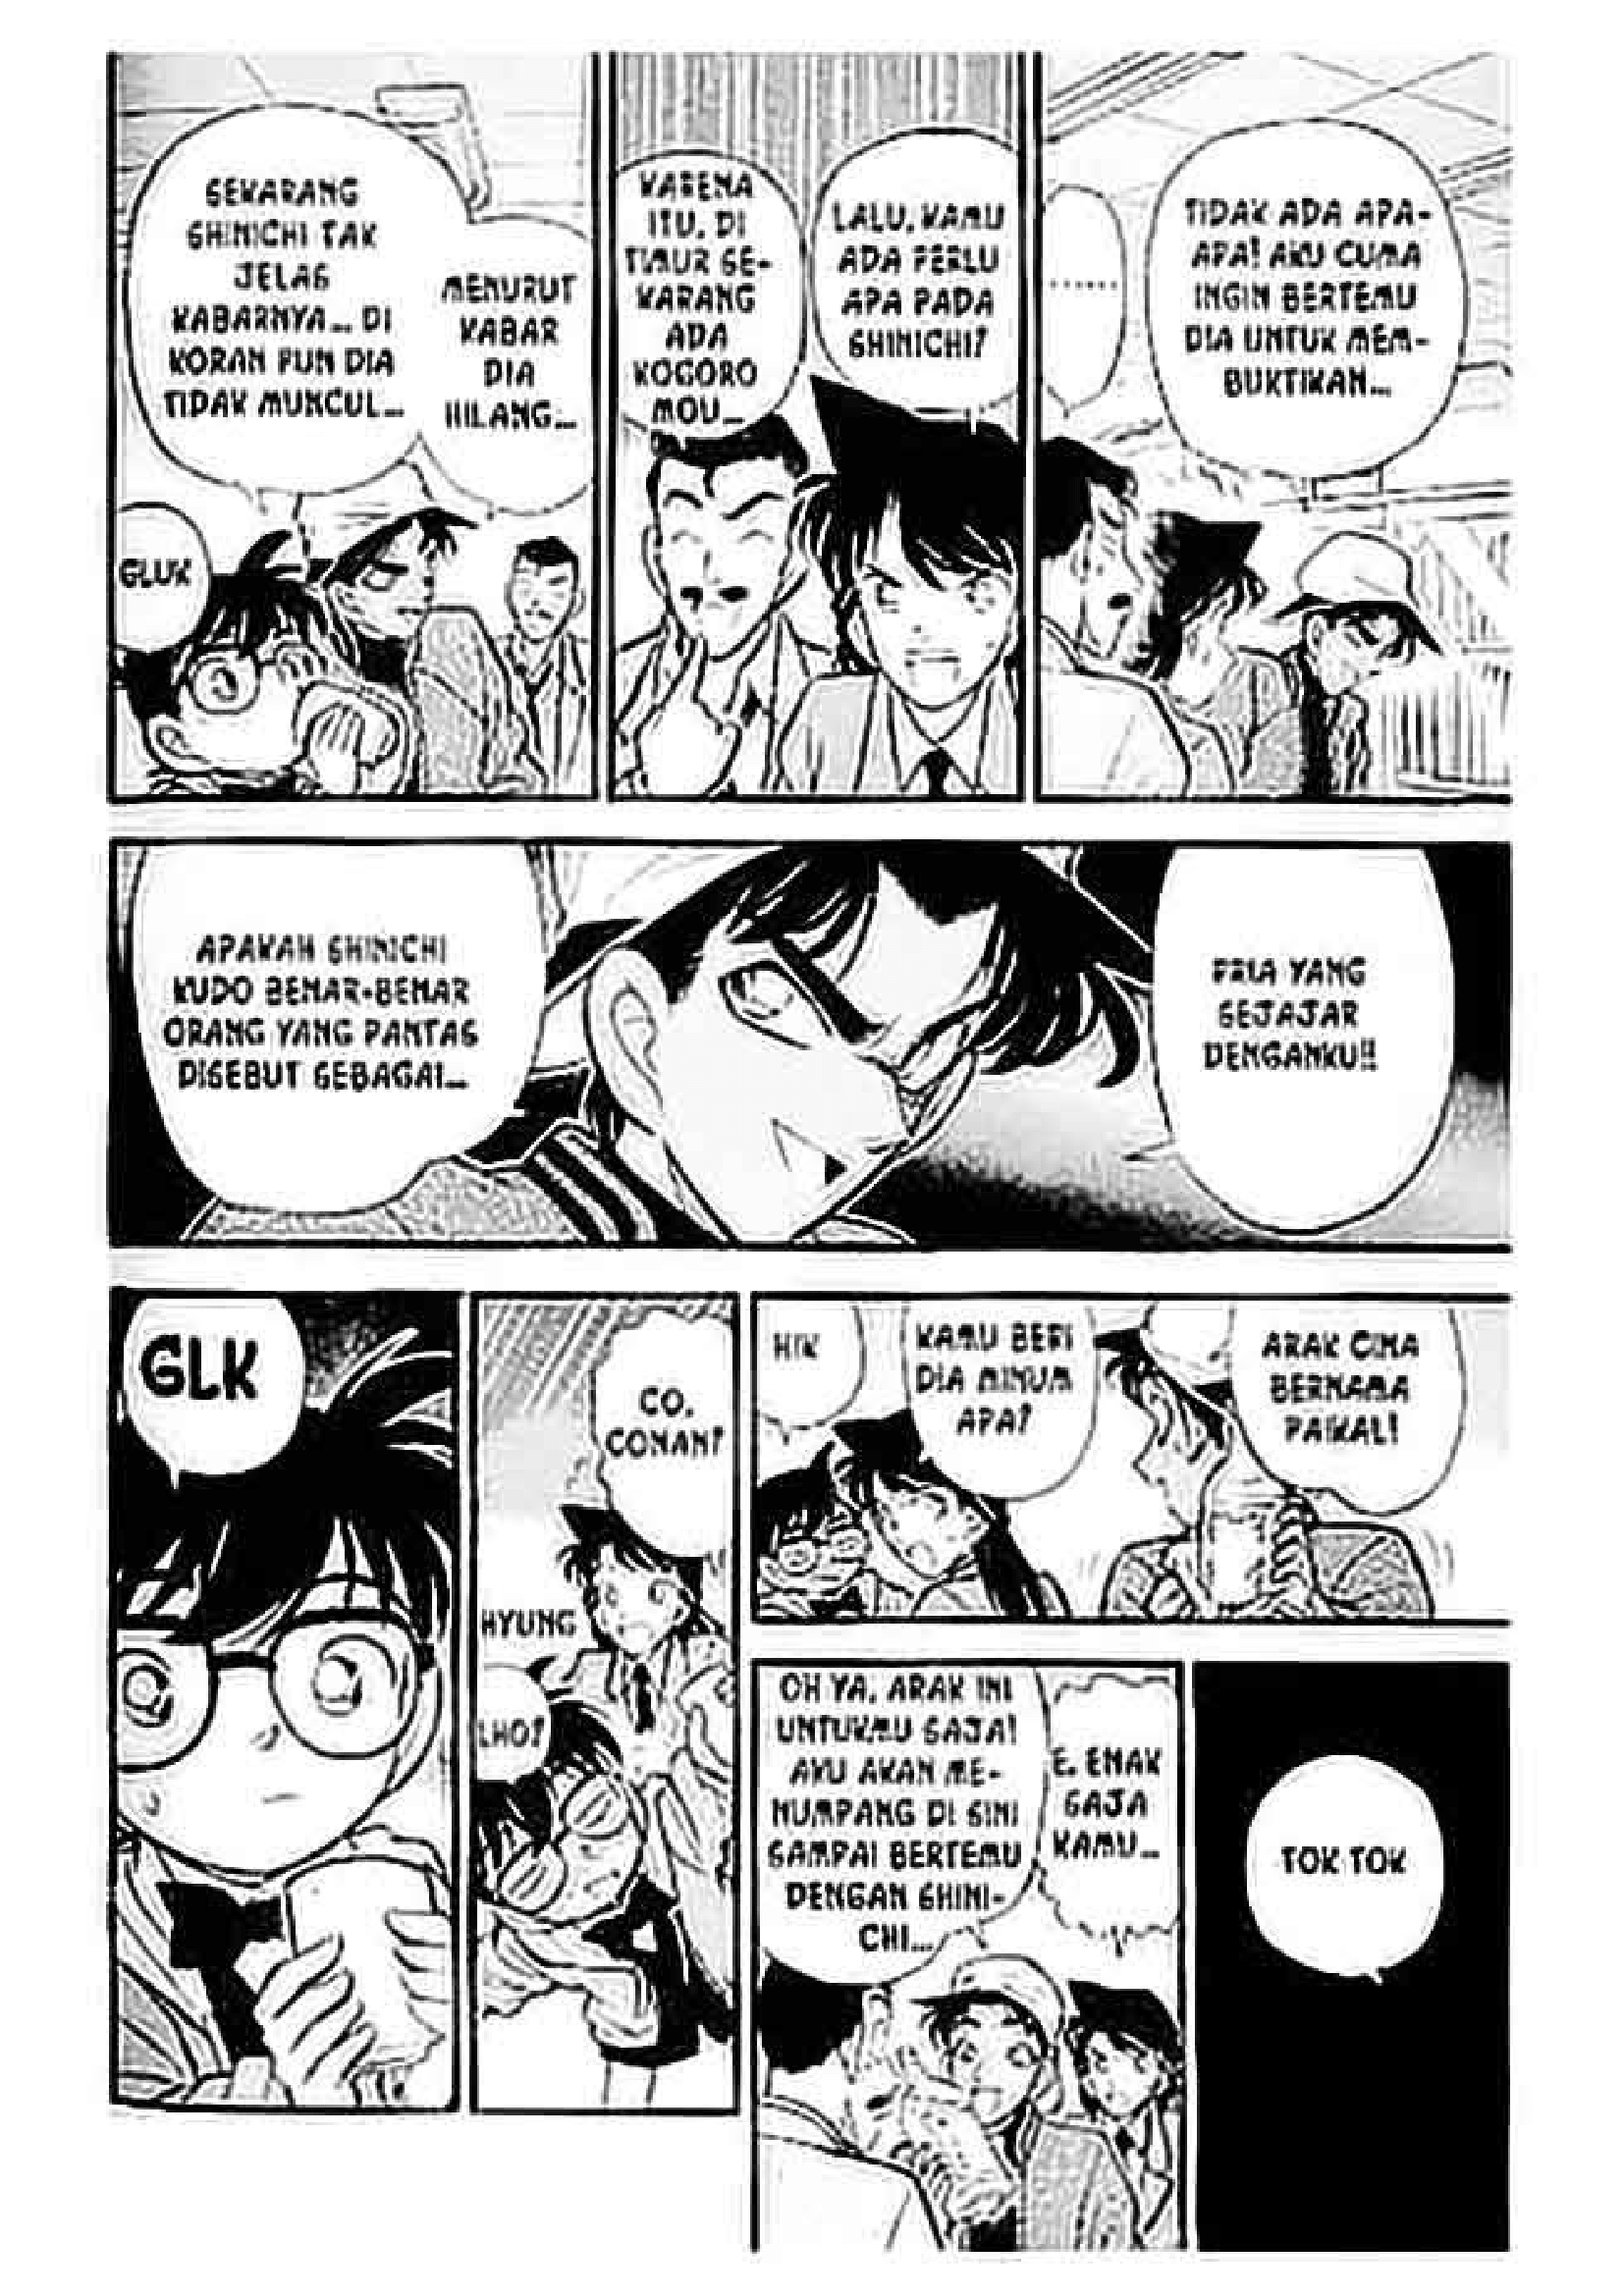 SEKARANG
SHINICHI TAK
JELAS
KABARNYA... DI
KORAN PUN DIA
TIDAK MUNCUL...
MENURUT
KABAR
DIA
HILANG...
GLUK
KARENA
ITU, DI
TIMUR SE-
KARANG
ADA
KOGORO
MOU...
LALU, KAMU
ADA PERLU
APA PADA
SHINICHI?
.......
TIDAK ADA APA-
APA! AKU CUMA
INGIN BERTEMU
DIA UNTUK MEM-
BUKTIKAN...
APAKAH SHINICHI
KUDO BENAR-BENAR
ORANG YANG PANTAS
DISEBUT SEBAGAI...
PRIA YANG
SEJAJAR
DENGANKU!!
GLK
CO,
CONAN?
HYUNG
LHO?
HIK
KAMU BERI
DIA MINUM
APA?
ARAK CINA
BERNAMA
PAIKAL!
OH YA, ARAK INI
UNTUKMU SAJA!
AKU AKAN ME-
NUMPANG DI SINI
SAMPAI BERTEMU
DENGAN SHINI-
CHI...
E, ENAK
SAJA
KAMU...
TOK TOK